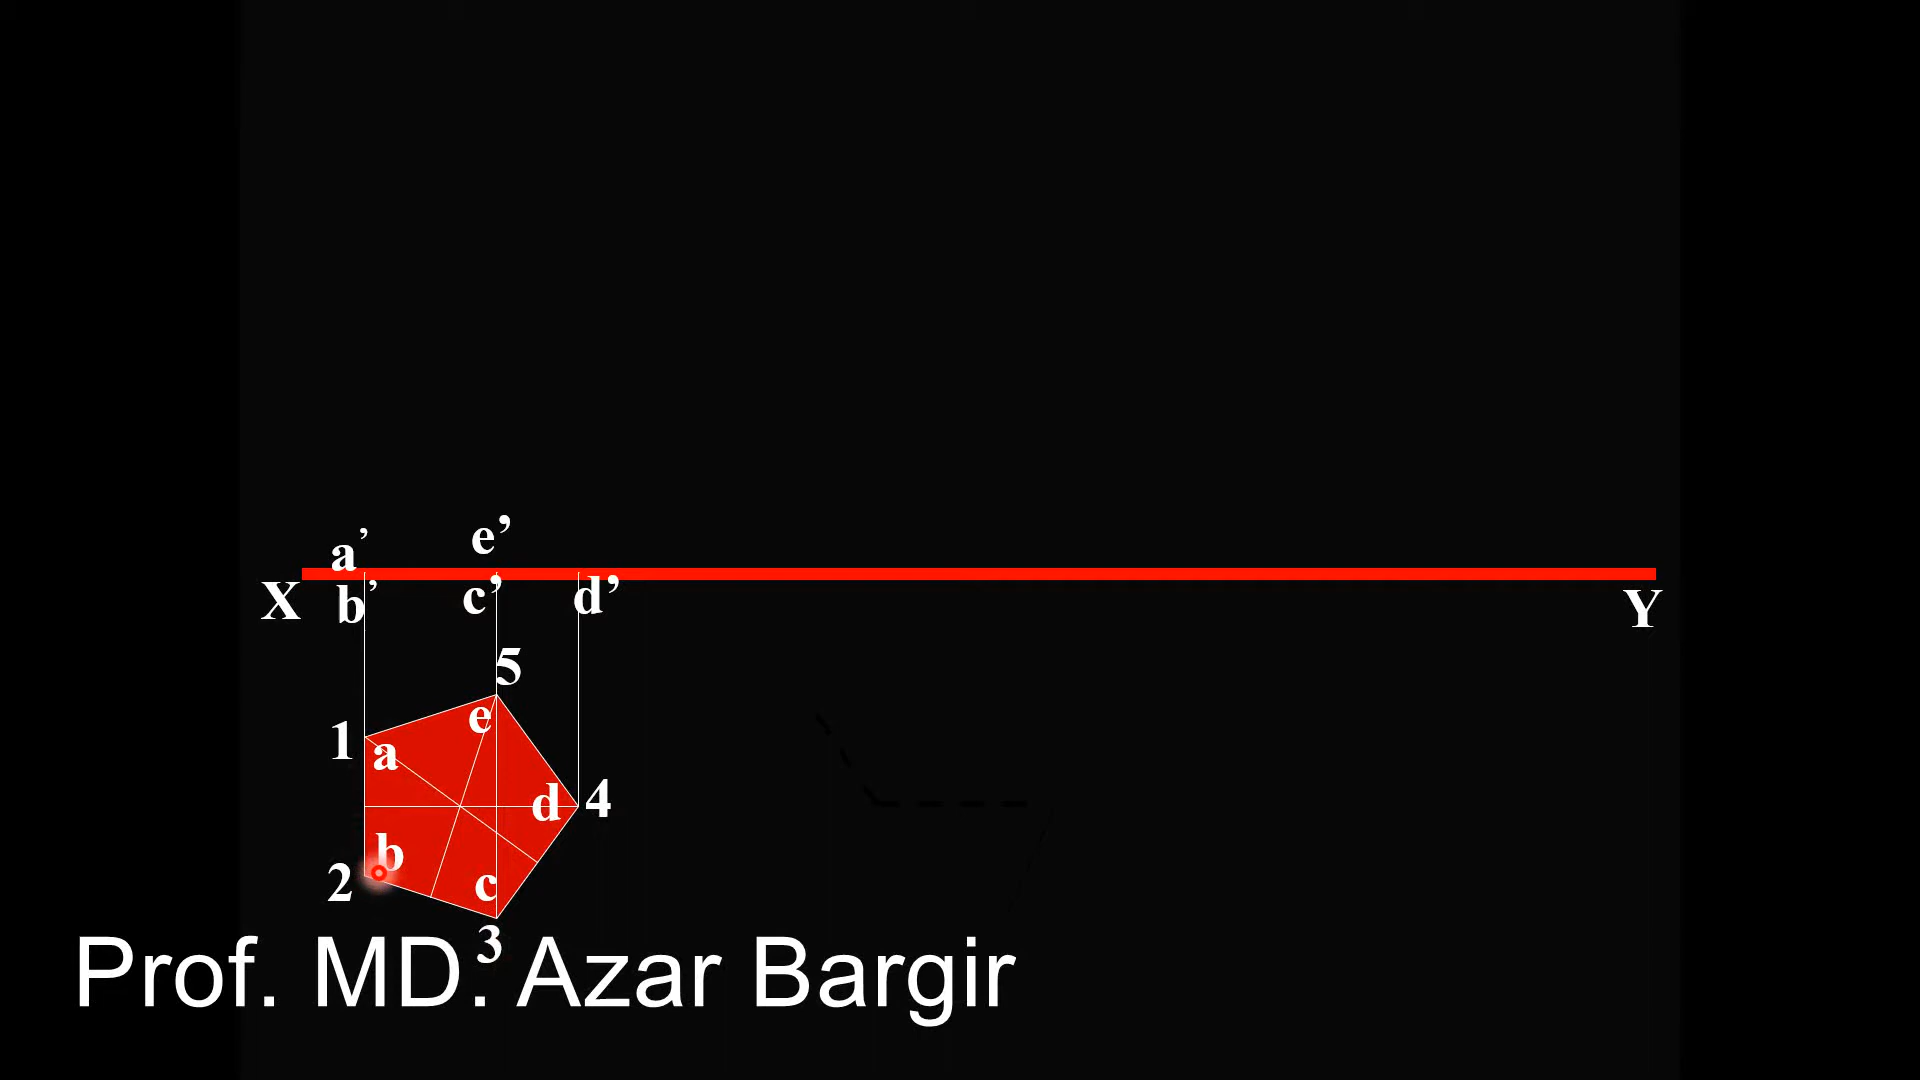 e’
a’
X b’ c’ d’ Y
5
e
1 a
d 4
b
2 c
3
Prof. MD. Azar Bargir